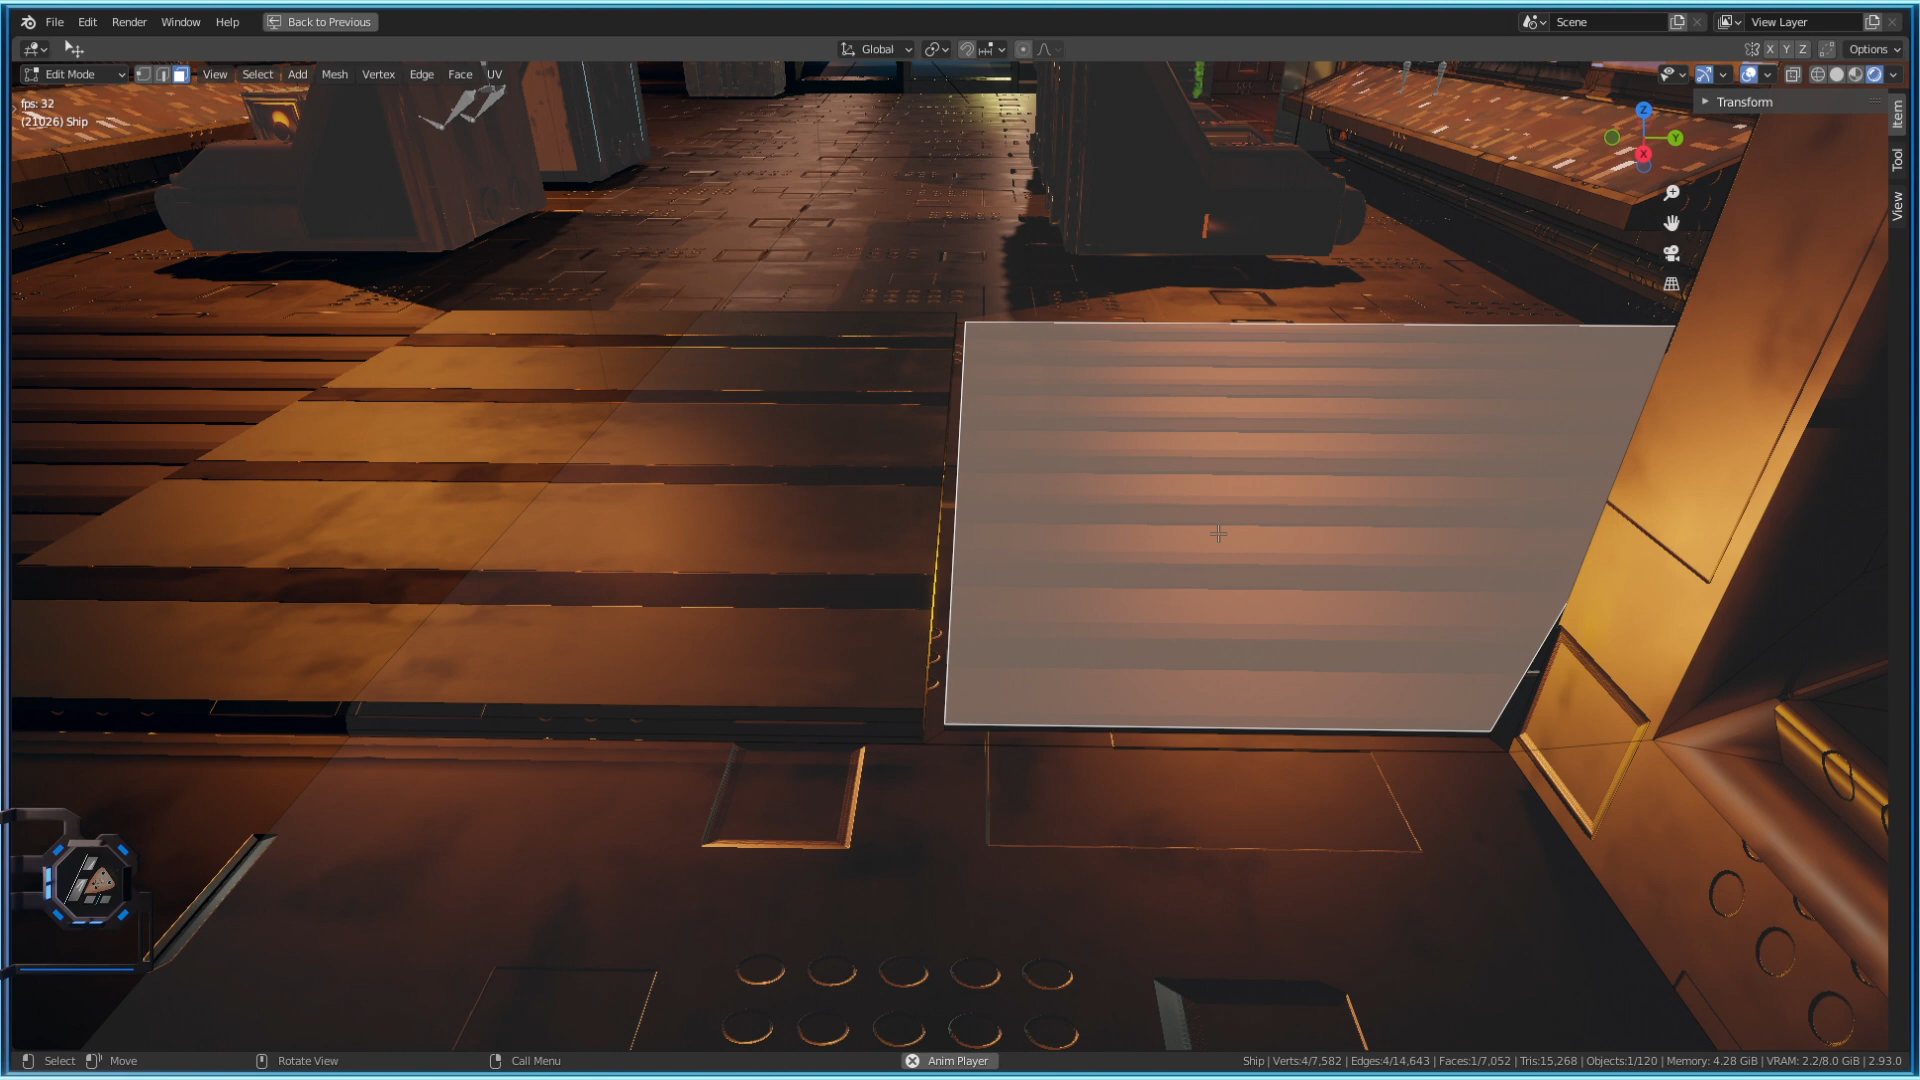 File Edit Render Window Help Back to Previous Scene View Layer
Global X Y Z Options
Edit Mode View Select Add Mesh Vertex Edge Face UV
fps: 32
(21026) Ship
Transform
Item
Tool
View
Z
Y
X
Select Move Rotate View Call Menu Anim Player Ship | Verts:4/7,582 | Edges:4/14,643 | Faces:1/7,052 | Tris:15,268 | Objects:1/120 | Memory: 4.28 GiB | VRAM: 2.2/8.0 GiB | 2.93.0